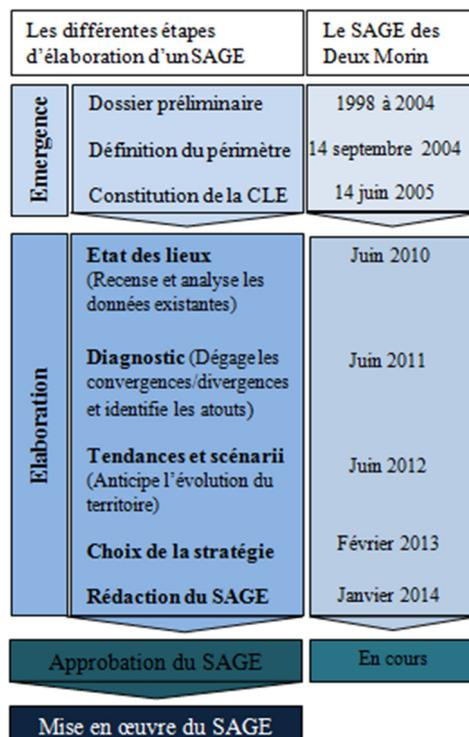 Les différentes étapes
d’élaboration d’un SAGE
Le SAGE des
Deux Morin
Emergence
Dossier préliminaire
1998 à 2004
Définition du périmètre
14 septembre 2004
Constitution de la CLE
14 juin 2005
Elaboration
Etat des lieux
(Recense et analyse les
données existantes)
Juin 2010
Diagnostic (Dégage les
convergences/divergences
et identifie les atouts)
Juin 2011
Tendances et scénarii
(Anticipe l’évolution du
territoire)
Juin 2012
Choix de la stratégie
Février 2013
Rédaction du SAGE
Janvier 2014
Approbation du SAGE
En cours
Mise en œuvre du SAGE